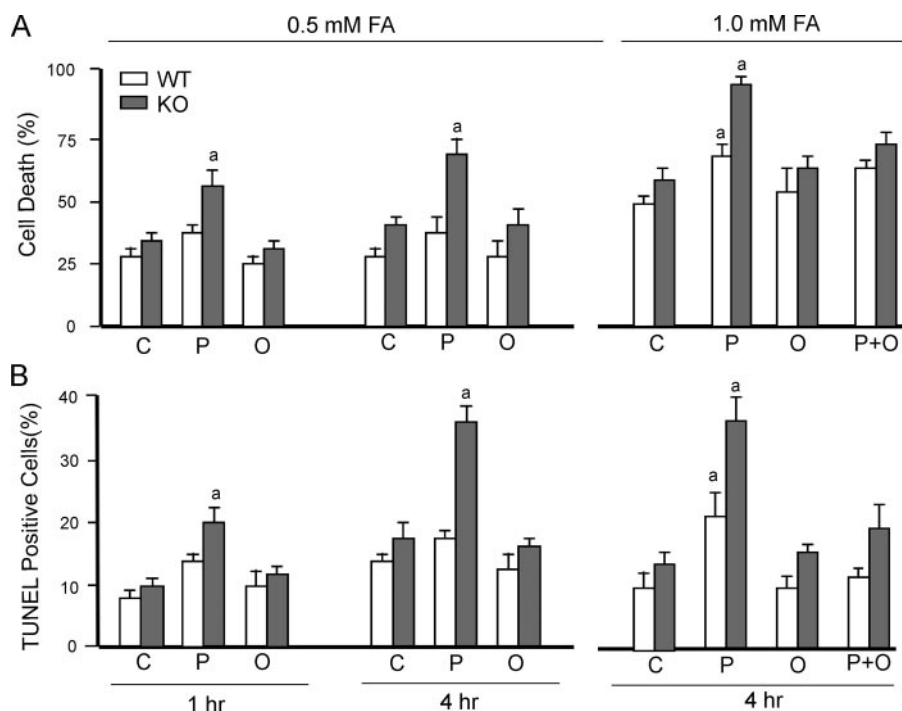 A
0.5 mM FA
1.0 mM FA
100
75
50
25
0
Cell Death (%)
WT
KO
a
a
a
a
C P O
C P O
C P O P+O
B
40
30
20
10
0
TUNEL Positive Cells(%)
a
a
a
a
C P O
C P O
C P O P+O
1 hr
4 hr
4 hr